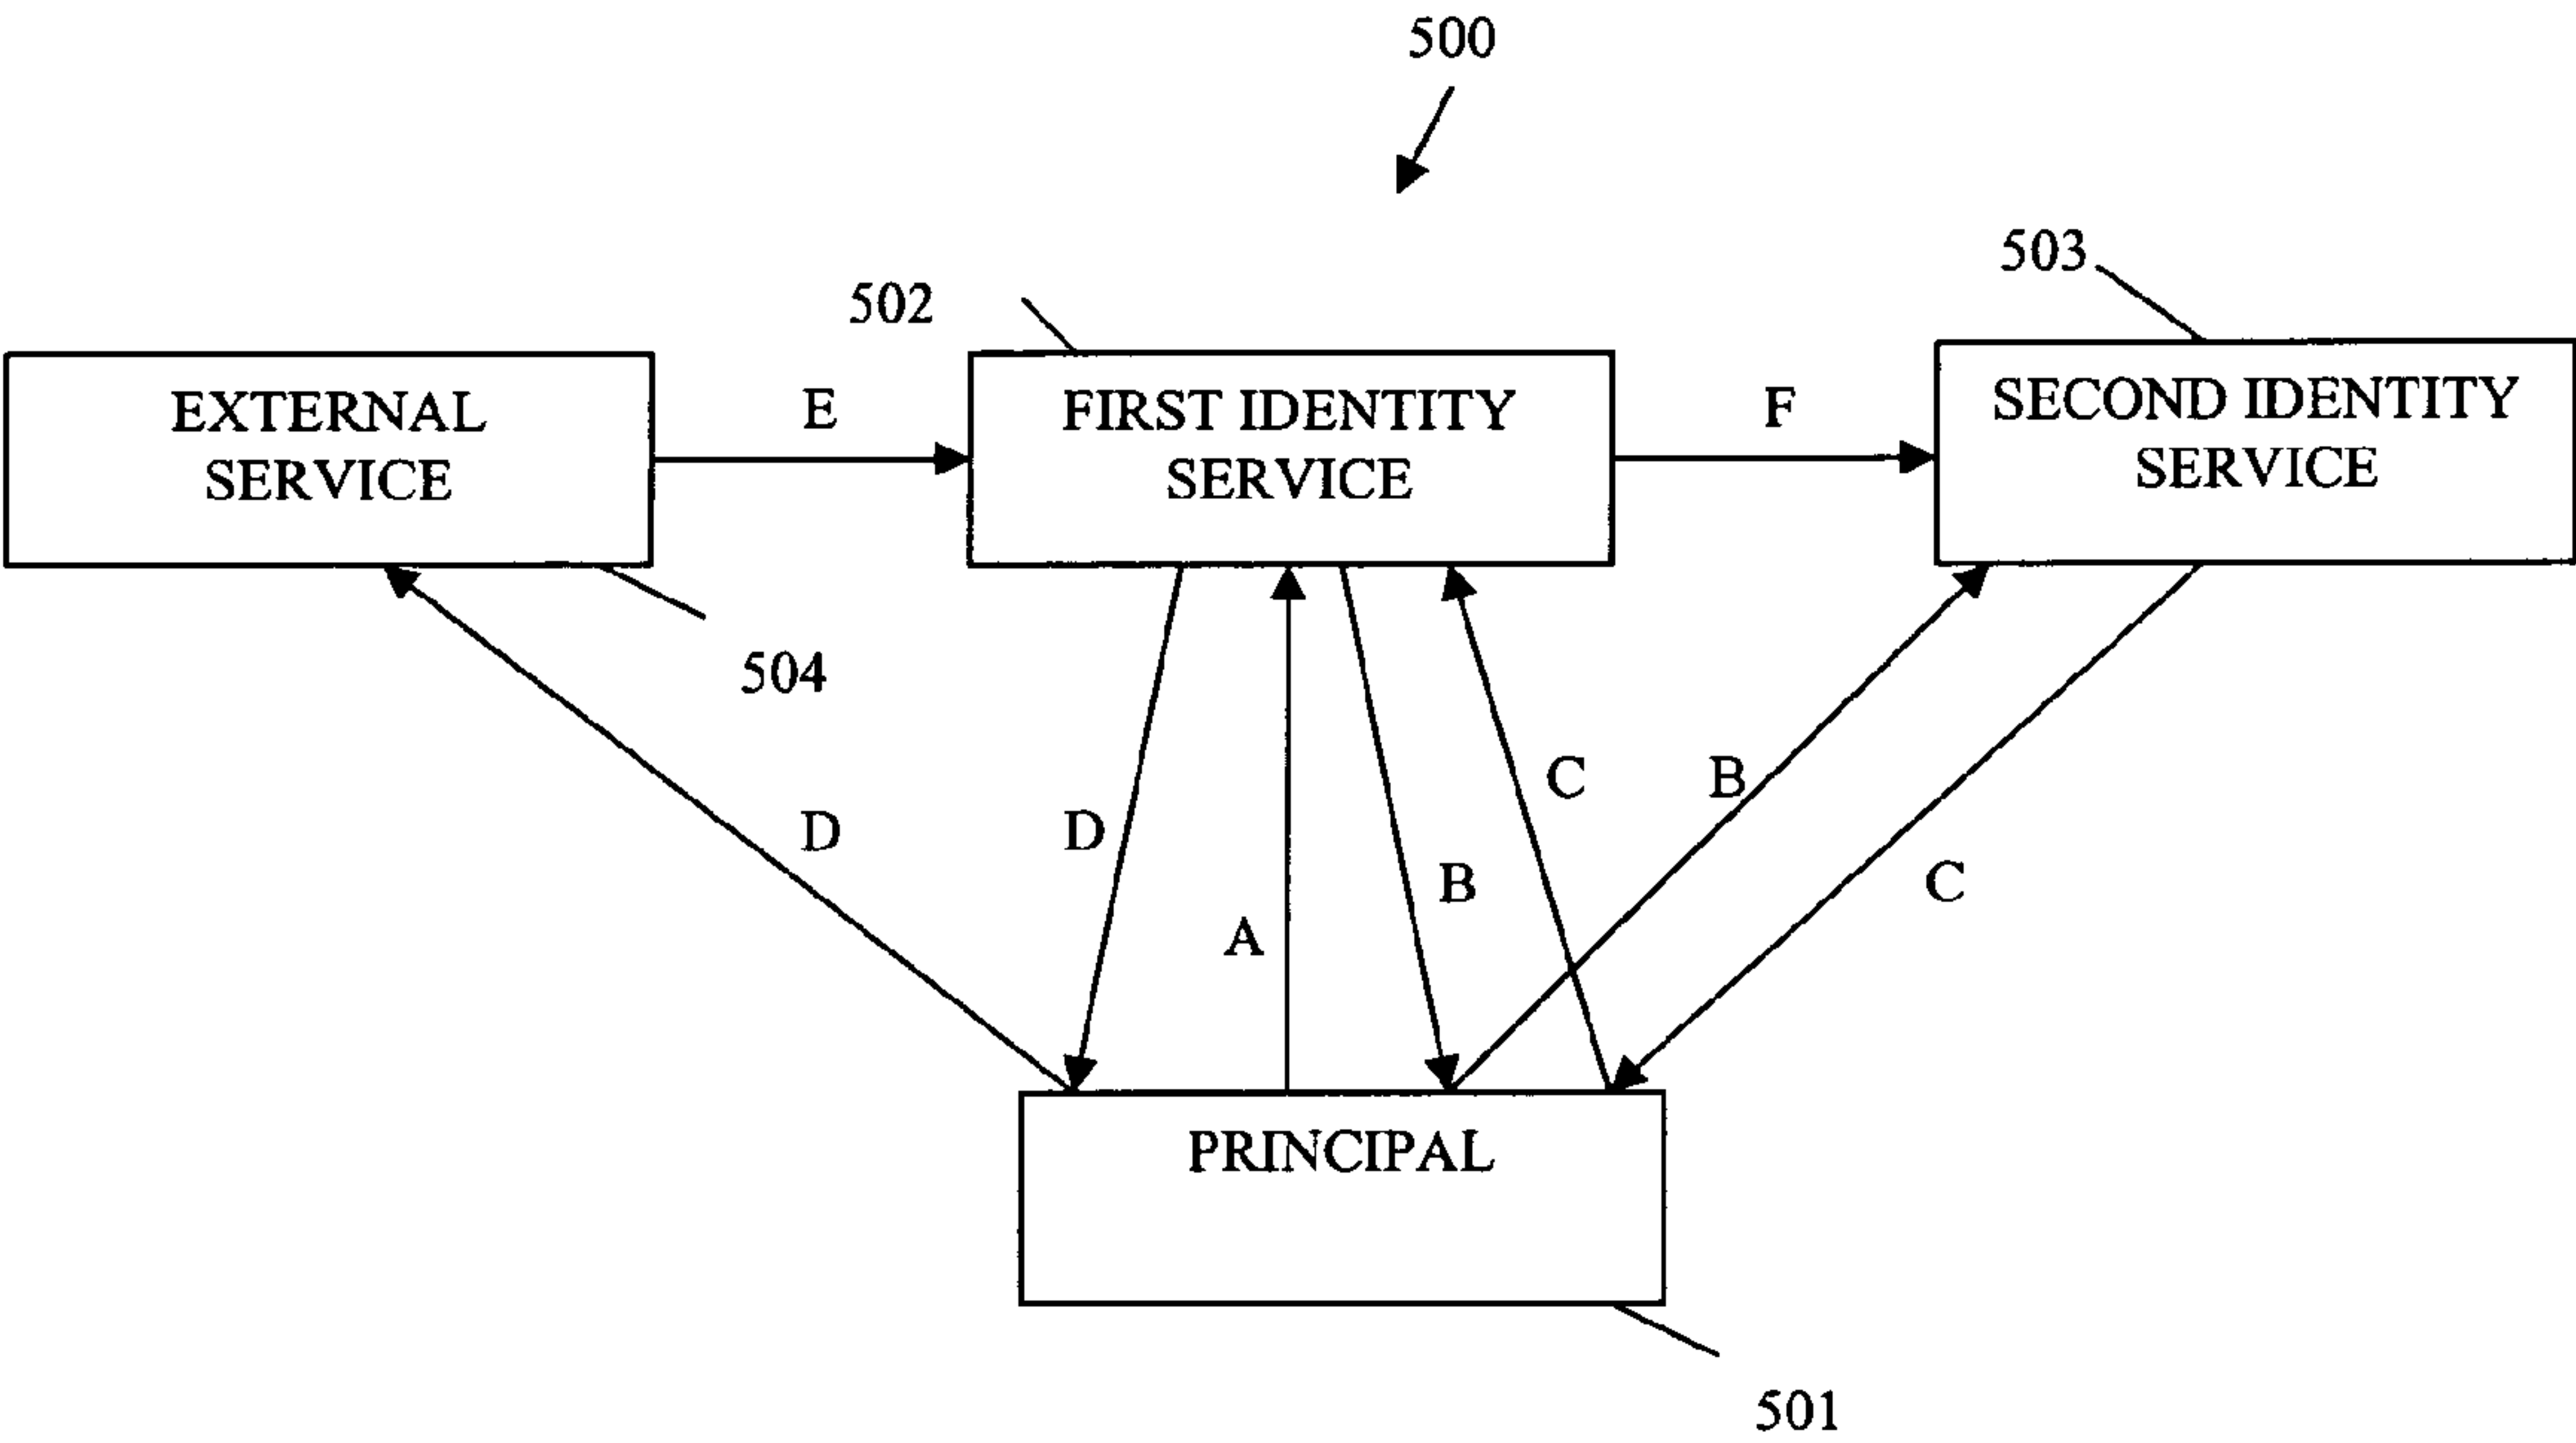 500
503
502
EXTERNAL
SERVICE
E
FIRST IDENTITY
SERVICE
F
SECOND IDENTITY
SERVICE
504
D
D
A
B
C
B
C
PRINCIPAL
501